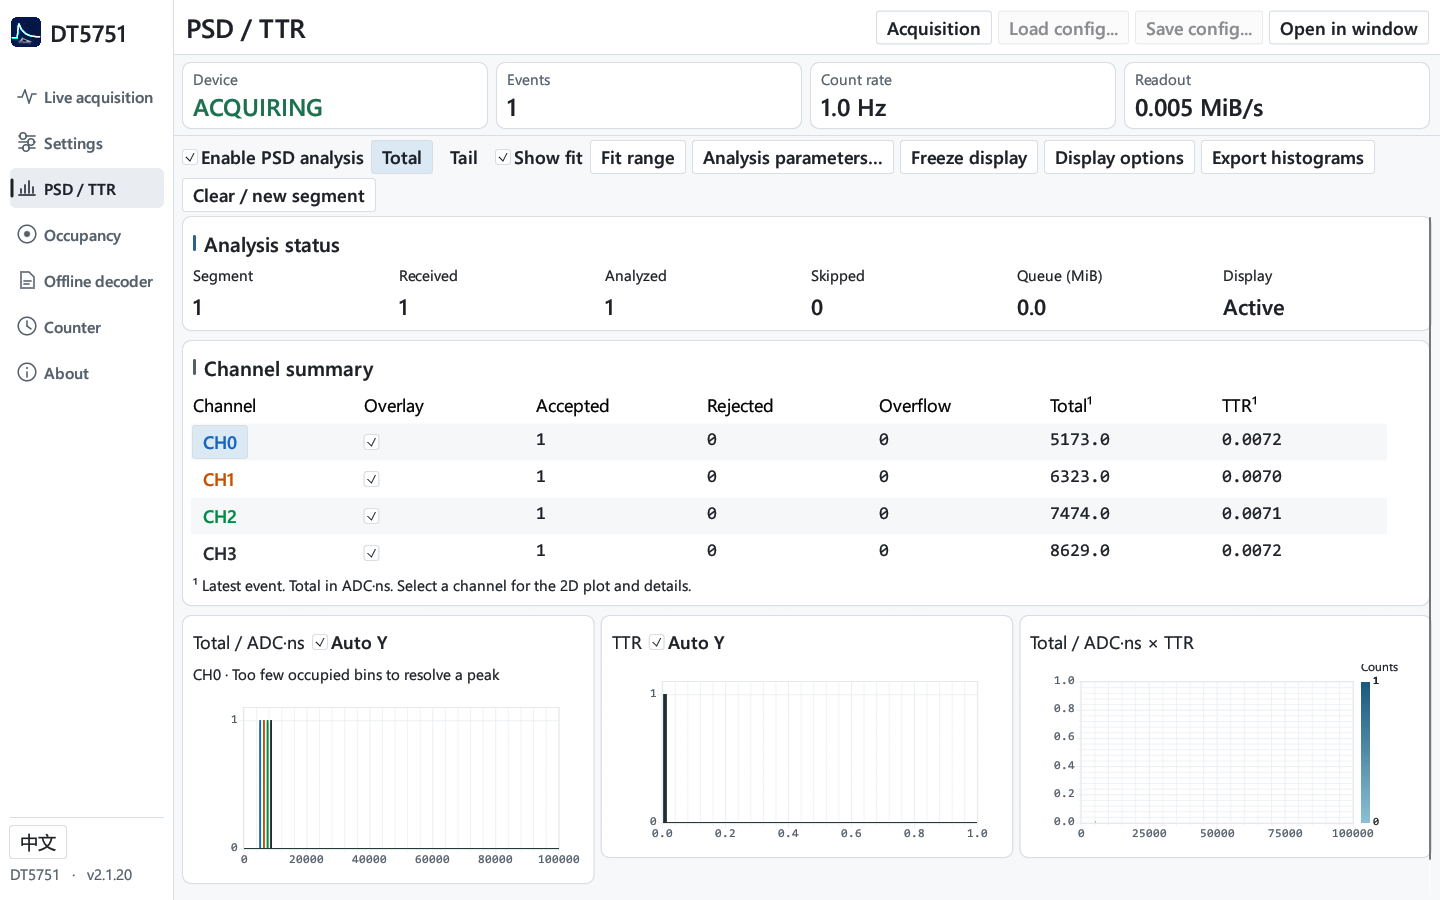 DT5751
PSD / TTR
Acquisition
Load config...
Save config...
Open in window
Live acquisition
Settings
PSD / TTR
Occupancy
Offline decoder
Counter
About
中文
DT5751 · v2.1.20
Device
ACQUIRING
Events
1
Count rate
1.0 Hz
Readout
0.005 MiB/s
Enable PSD analysis
Total
Tail
Show fit
Fit range
Analysis parameters...
Freeze display
Display options
Export histograms
Clear / new segment
Analysis status
Segment Received Analyzed Skipped Queue (MiB) Display
1 1 1 0 0.0 Active
Channel summary
Channel Overlay Accepted Rejected Overflow Total¹ TTR¹
CH0 1 0 0 5173.0 0.0072
CH1 1 0 0 6323.0 0.0070
CH2 1 0 0 7474.0 0.0071
CH3 1 0 0 8629.0 0.0072
¹ Latest event. Total in ADC·ns. Select a channel for the 2D plot and details.
Total / ADC·ns Auto Y
CH0 · Too few occupied bins to resolve a peak
1
0
0 20000 40000 60000 80000 100000
TTR Auto Y
1
0
0.0 0.2 0.4 0.6 0.8 1.0
Total / ADC·ns × TTR
Counts
1
0
1.0
0.8
0.6
0.4
0.2
0.0
0 25000 50000 75000 100000